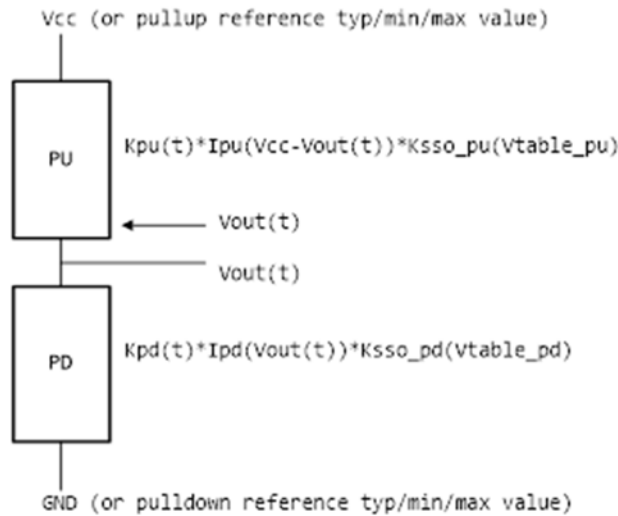 Vcc (or pullup reference typ/min/max value)
PU
Kpu(t)*Ipu(Vcc-Vout(t))*Ksso_pu(Vtable_pu)
Vout(t)
Vout(t)
PD
Kpd(t)*Ipd(Vout(t))*Ksso_pd(Vtable_pd)
GND (or pulldown reference typ/min/max value)